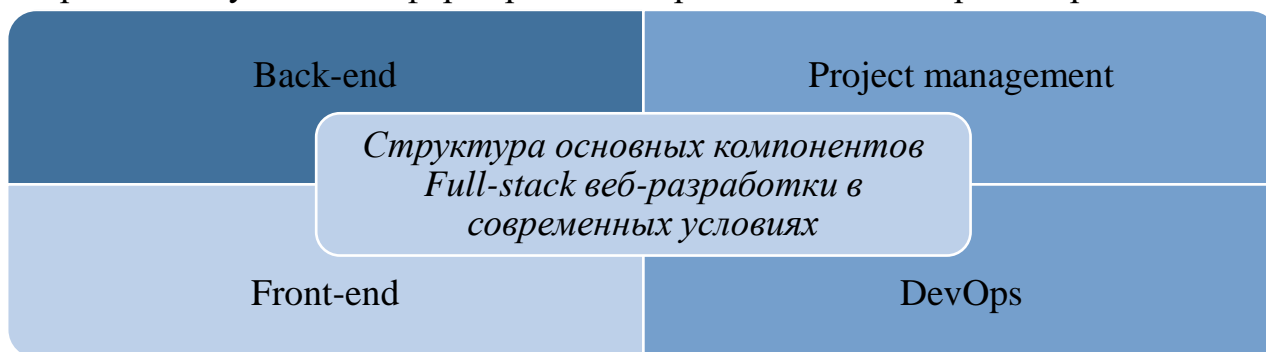 Back-end
Project management
Структура основных компонентов
Full-stack веб-разработки в
современных условиях
Front-end
DevOps